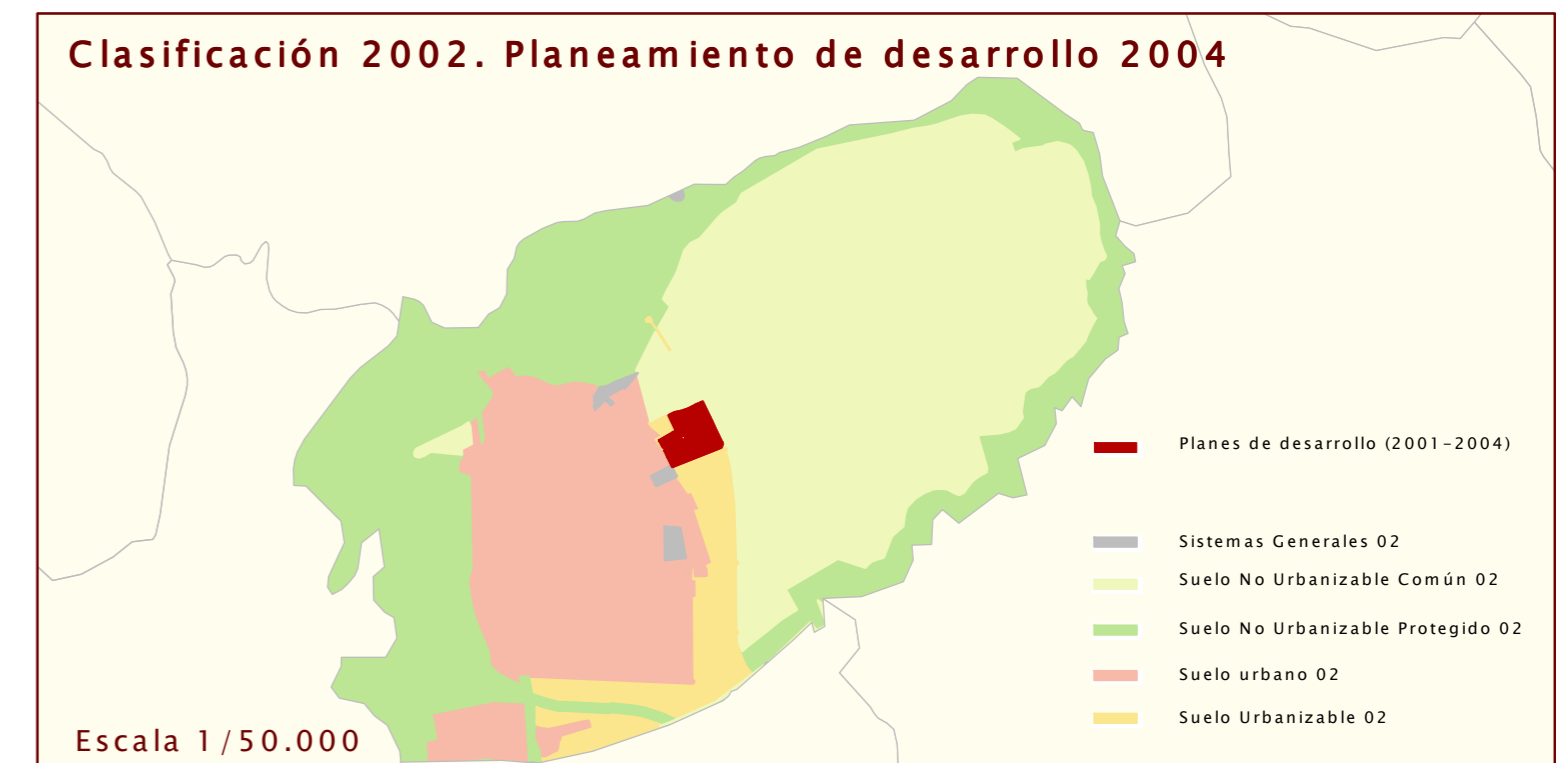 Clasificación 2002. Planeamiento de desarrollo 2004
Planes de desarrollo (2001-2004)
Sistemas Generales 02
Suelo No Urbanizable Común 02
Suelo No Urbanizable Protegido 02
Suelo urbano 02
Suelo Urbanizable 02
Escala 1/50.000